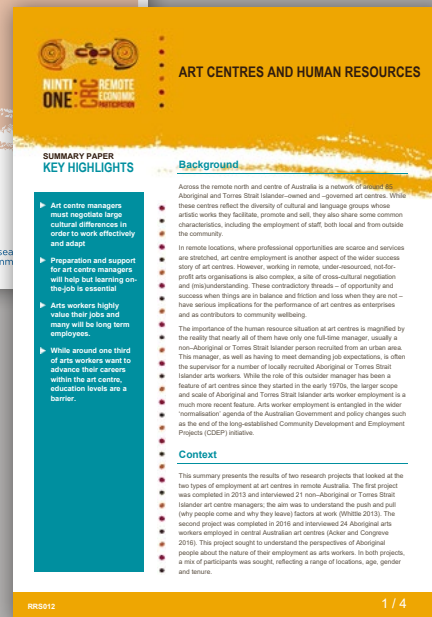 NINTI
ONE
CRC
REMOTE
ECONOMIC
PARTICIPATION
ART CENTRES AND HUMAN RESOURCES
SUMMARY PAPER
KEY HIGHLIGHTS
▶ Art centre managers
must negotiate large
cultural differences in
order to work effectively
and adapt
▶ Preparation and support
for art centre managers
will help but learning on-
the-job is essential
▶ Arts workers highly
value their jobs and
many will be long term
employees.
▶ While around one third
of arts workers want to
advance their careers
within the art centre,
education levels are a
barrier.
Background
Across the remote north and centre of Australia is a network of around 85
Aboriginal and Torres Strait Islander–owned and –governed art centres. While
these centres reflect the diversity of cultural and language groups whose
artistic works they facilitate, promote and sell, they also share some common
characteristics, including the employment of staff, both local and from outside
the community.
In remote locations, where professional opportunities are scarce and services
are stretched, art centre employment is another aspect of the wider success
story of art centres. However, working in remote, under-resourced, not-for-
profit arts organisations is also complex, a site of cross-cultural negotiation
and (mis)understanding. These contradictory threads – of opportunity and
success when things are in balance and friction and loss when they are not –
have serious implications for the performance of art centres as enterprises
and as contributors to community wellbeing.
The importance of the human resource situation at art centres is magnified by
the reality that nearly all of them have only one full-time manager, usually a
non–Aboriginal or Torres Strait Islander person recruited from an urban area.
This manager, as well as having to meet demanding job expectations, is often
the supervisor for a number of locally recruited Aboriginal or Torres Strait
Islander arts workers. While the role of this outsider manager has been a
feature of art centres since they started in the early 1970s, the larger scope
and scale of Aboriginal and Torres Strait Islander arts worker employment is a
much more recent feature. Arts worker employment is entangled in the wider
'normalisation' agenda of the Australian Government and policy changes such
as the end of the long-established Community Development and Employment
Projects (CDEP) initiative.
Context
This summary presents the results of two research projects that looked at the
two types of employment at art centres in remote Australia. The first project
was completed in 2013 and interviewed 21 non–Aboriginal or Torres Strait
Islander art centre managers; the aim was to understand the push and pull
(why people come and why they leave) factors at work (Whittle 2013). The
second project was completed in 2016 and interviewed 24 Aboriginal arts
workers employed in central Australian art centres (Acker and Congreve
2016). This project sought to understand the perspectives of Aboriginal
people about the nature of their employment as arts workers. In both projects,
a mix of participants was sought, reflecting a range of locations, age, gender
and tenure.
RRS012
1 / 4